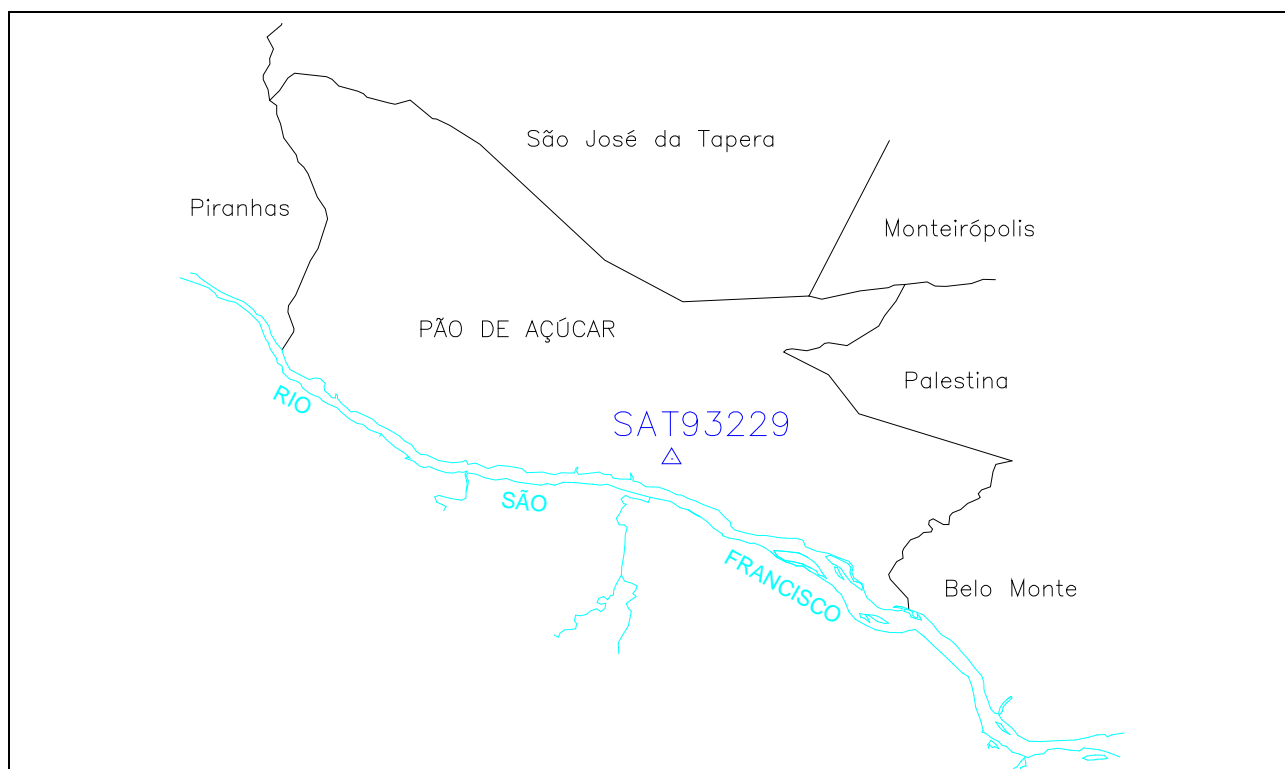 São José da Tapera
Piranhas
Monteirópolis
PÃO DE AÇÚCAR
Palestina
RIO
SAT93229
SÃO
FRANCISCO
Belo Monte